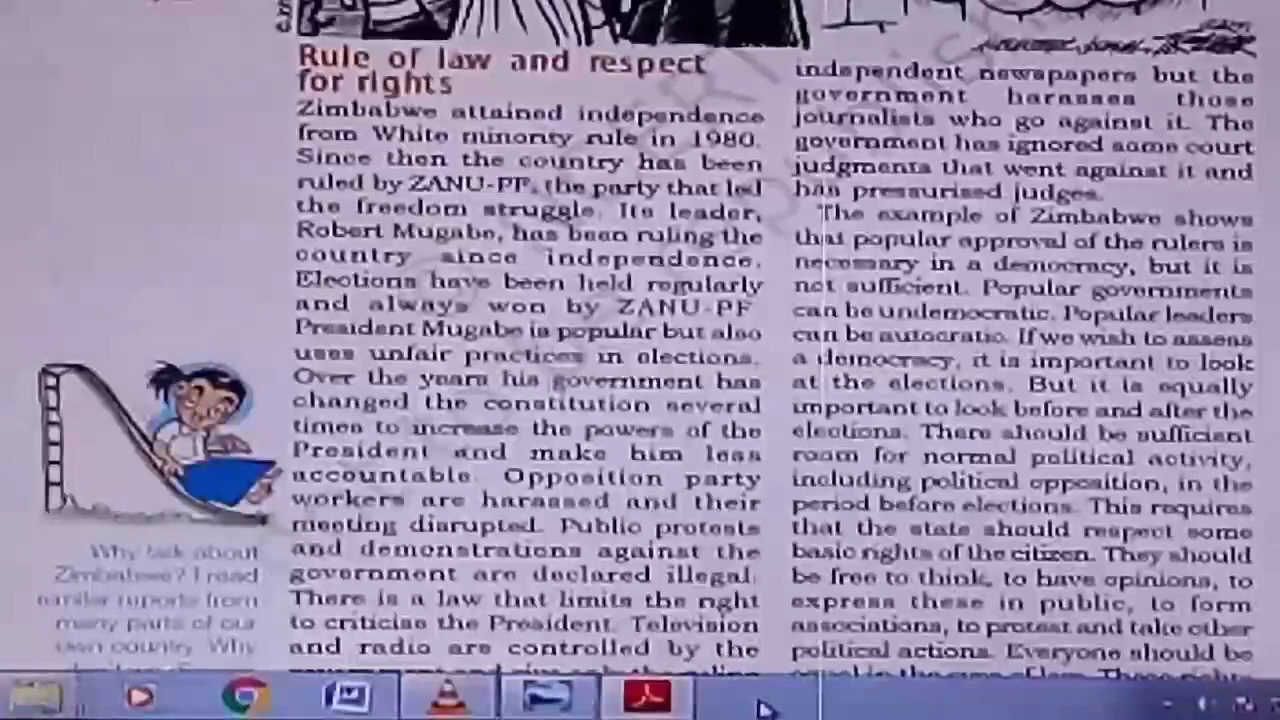 Rule of law and respect
for rights
Zimbabwe attained independence
from White minority rule in 1980.
Since then the country has been
ruled by ZANU-PF, the party that led
the freedom struggle. Its leader,
Robert Mugabe, has been ruling the
country since independence.
Elections have been held regularly
and always won by ZANU-PF
President Mugabe is popular but also
uses unfair practices in elections.
Over the years his government has
changed the constitution several
times to increase the powers of the
President and make him less
accountable. Opposition party
workers are harassed and their
meeting disrupted. Public protests
and demonstrations against the
government are declared illegal.
There is a law that limits the right
to criticise the President. Television
and radio are controlled by the
independent newspapers but the
government harasses those
journalists who go against it. The
government has ignored some court
judgments that went against it and
has pressurised judges.
The example of Zimbabwe shows
that popular approval of the rulers is
necessary in a democracy, but it is
not sufficient. Popular governments
can be undemocratic. Popular leaders
can be autocratic. If we wish to assess
a democracy, it is important to look
at the elections. But it is equally
important to look before and after the
elections. There should be sufficient
room for normal political activity,
including political opposition, in the
period before elections. This requires
that the state should respect some
basic rights of the citizen. They should
be free to think, to have opinions, to
express these in public, to form
associations, to protest and take other
political actions. Everyone should be
Why talk about
Zimbabwe? I read
similar reports from
many parts of our
own country. Why